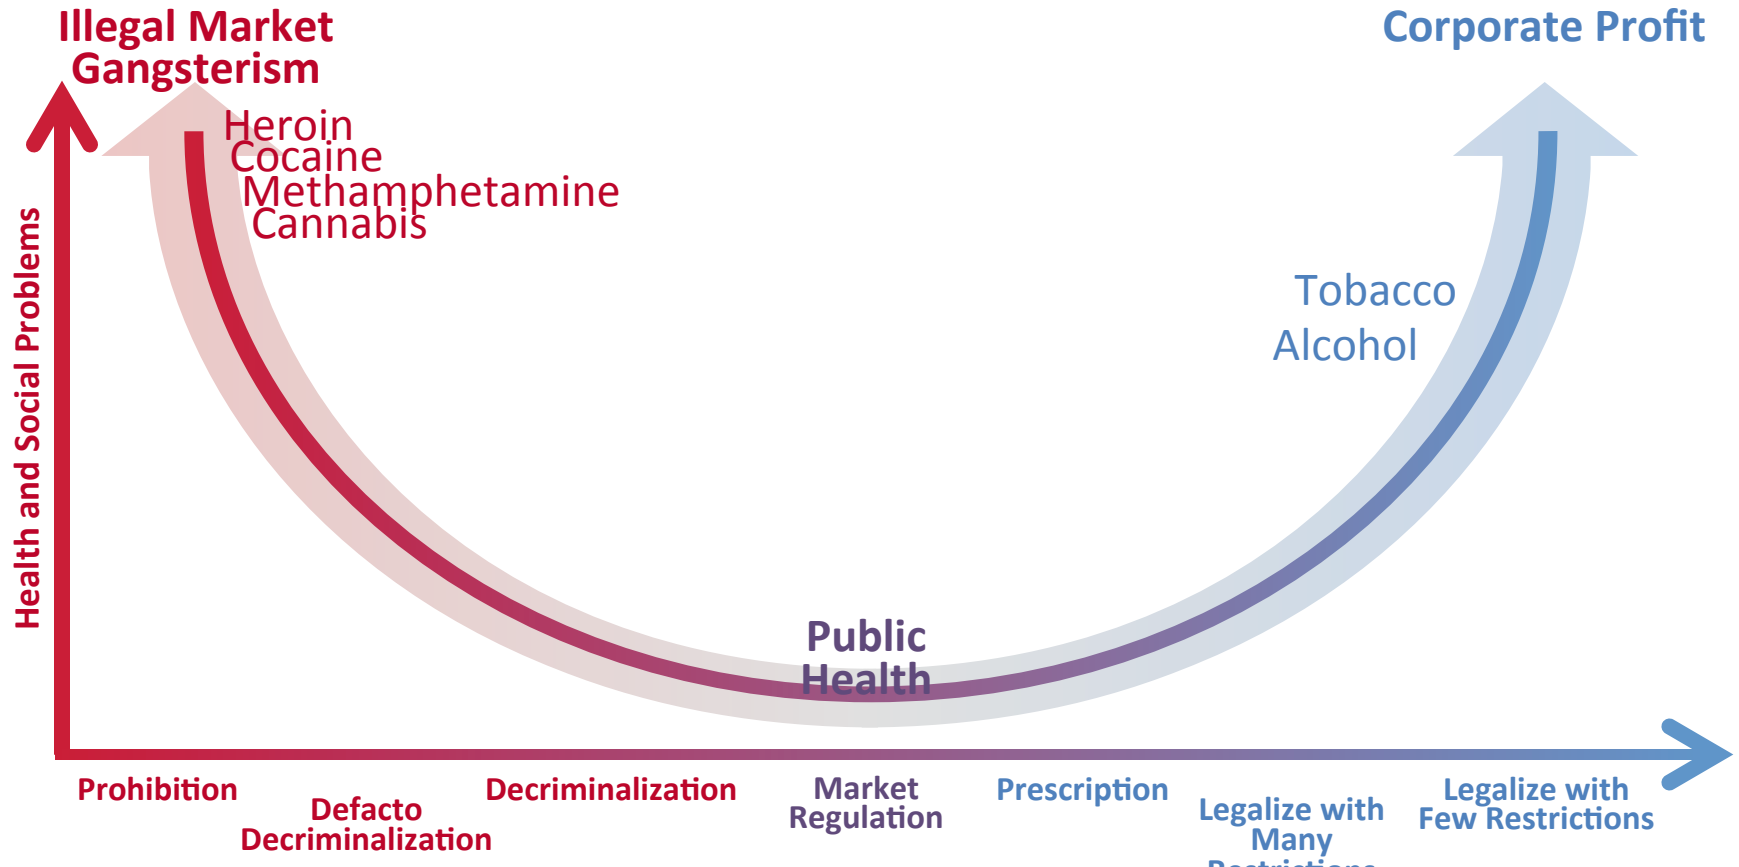 Illegal Market
Gangsterism
Corporate Profit
Heroin
Cocaine
Methamphetamine
Cannabis
Tobacco
Alcohol
Health and Social Problems
Public
Health
Prohibition
Defacto
Decriminalization
Decriminalization
Market
Regulation
Prescription
Legalize with
Many
Restrictions
Legalize with
Few Restrictions